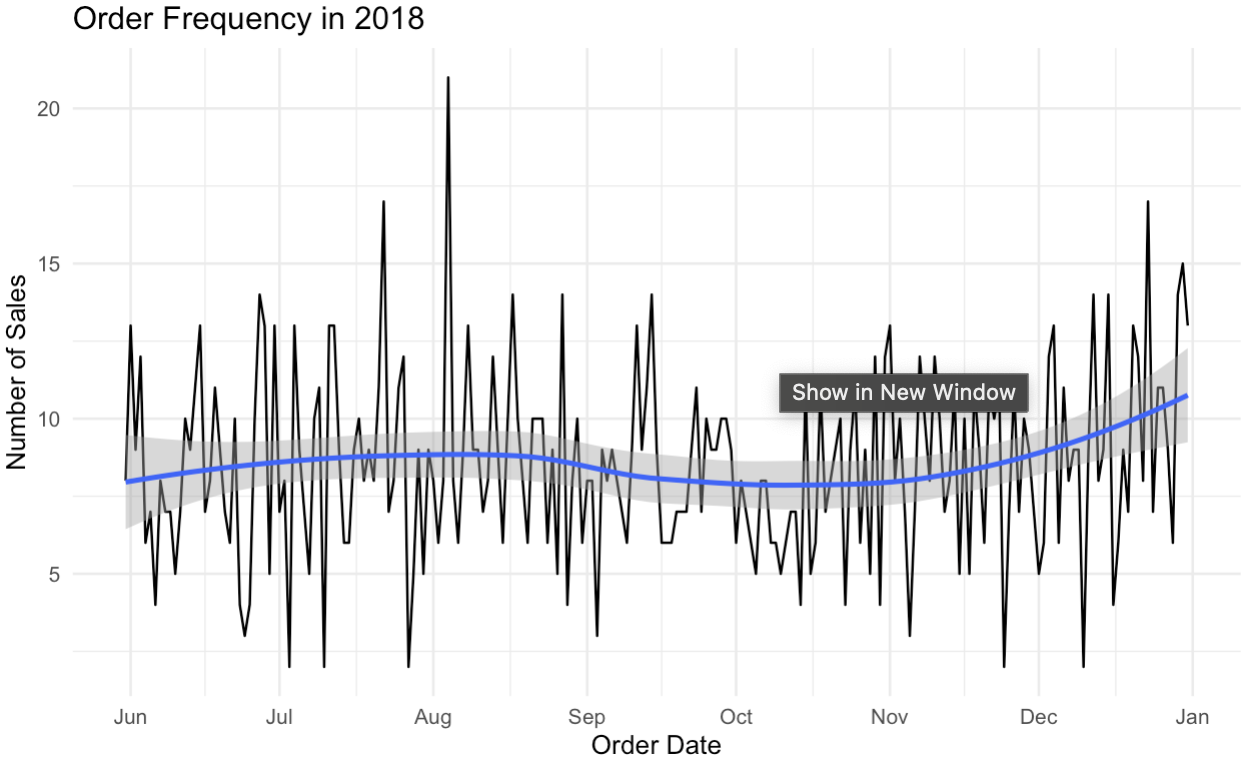 Order Frequency in 2018
20
15
10
5
Number of Sales
Show in New Window
Jun Jul Aug Sep Oct Nov Dec Jan
Order Date